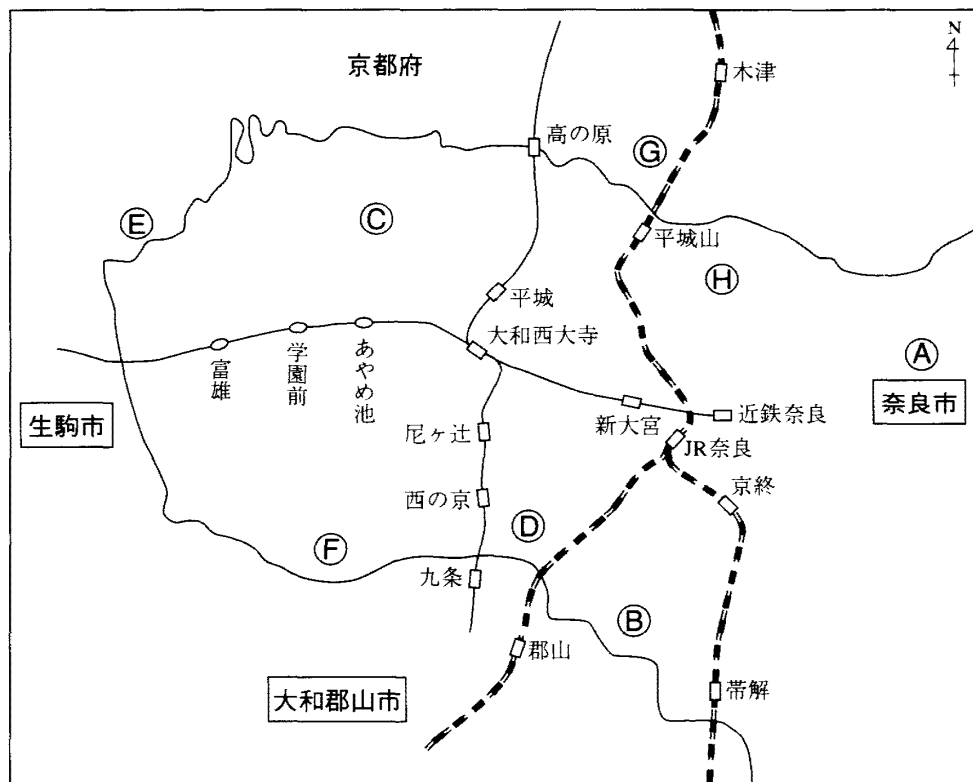 N
京都府
木津
高の原
G
E
C
平城山
H
平城
大和西大寺
A
奈良市
富雄
学園前
あやめ池
新大宮
近鉄奈良
生駒市
尼ヶ辻
JR奈良
京終
西の京
D
F
九条
B
郡山
大和郡山市
帯解